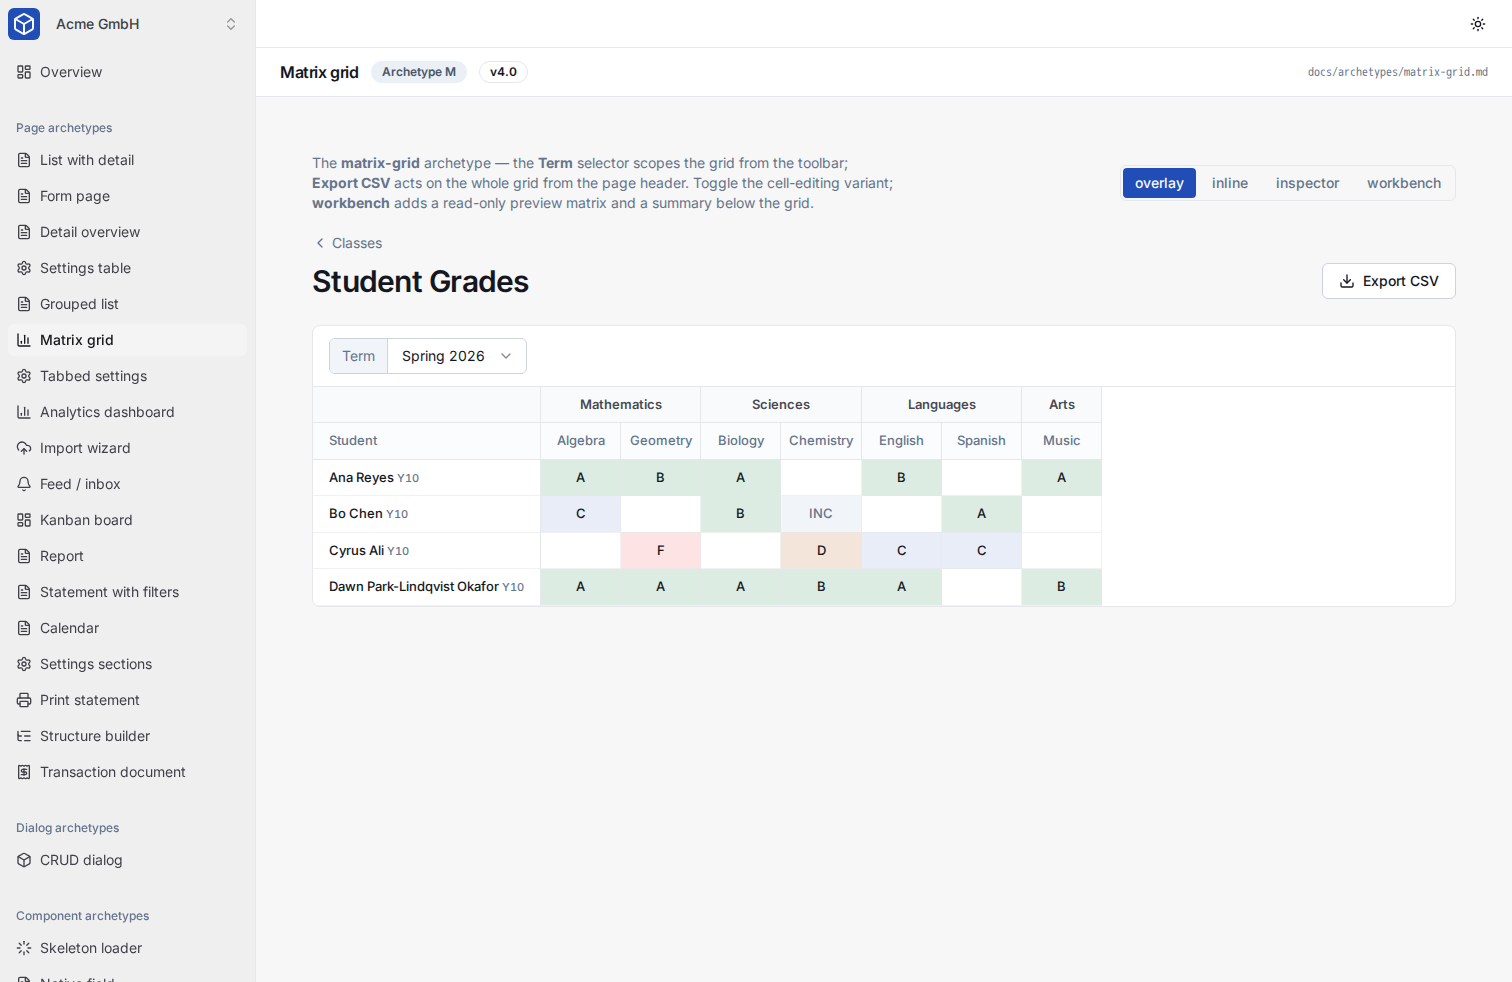 Acme GmbH
Overview
Page archetypes
List with detail
Form page
Detail overview
Settings table
Grouped list
Matrix grid
Tabbed settings
Analytics dashboard
Import wizard
Feed / inbox
Kanban board
Report
Statement with filters
Calendar
Settings sections
Print statement
Structure builder
Transaction document
Dialog archetypes
CRUD dialog
Component archetypes
Skeleton loader
Native field
Matrix grid Archetype M v4.0 docs/archetypes/matrix-grid.md
The matrix-grid archetype — the Term selector scopes the grid from the toolbar;
Export CSV acts on the whole grid from the page header. Toggle the cell-editing variant;
workbench adds a read-only preview matrix and a summary below the grid.
overlay inline inspector workbench
Classes
Student Grades
Export CSV
Term Spring 2026
Mathematics Sciences Languages Arts
Student Algebra Geometry Biology Chemistry English Spanish Music
Ana Reyes Y10 A B A B A
Bo Chen Y10 C B INC A
Cyrus Ali Y10 F D C C
Dawn Park-Lindqvist Okafor Y10 A A A B A B